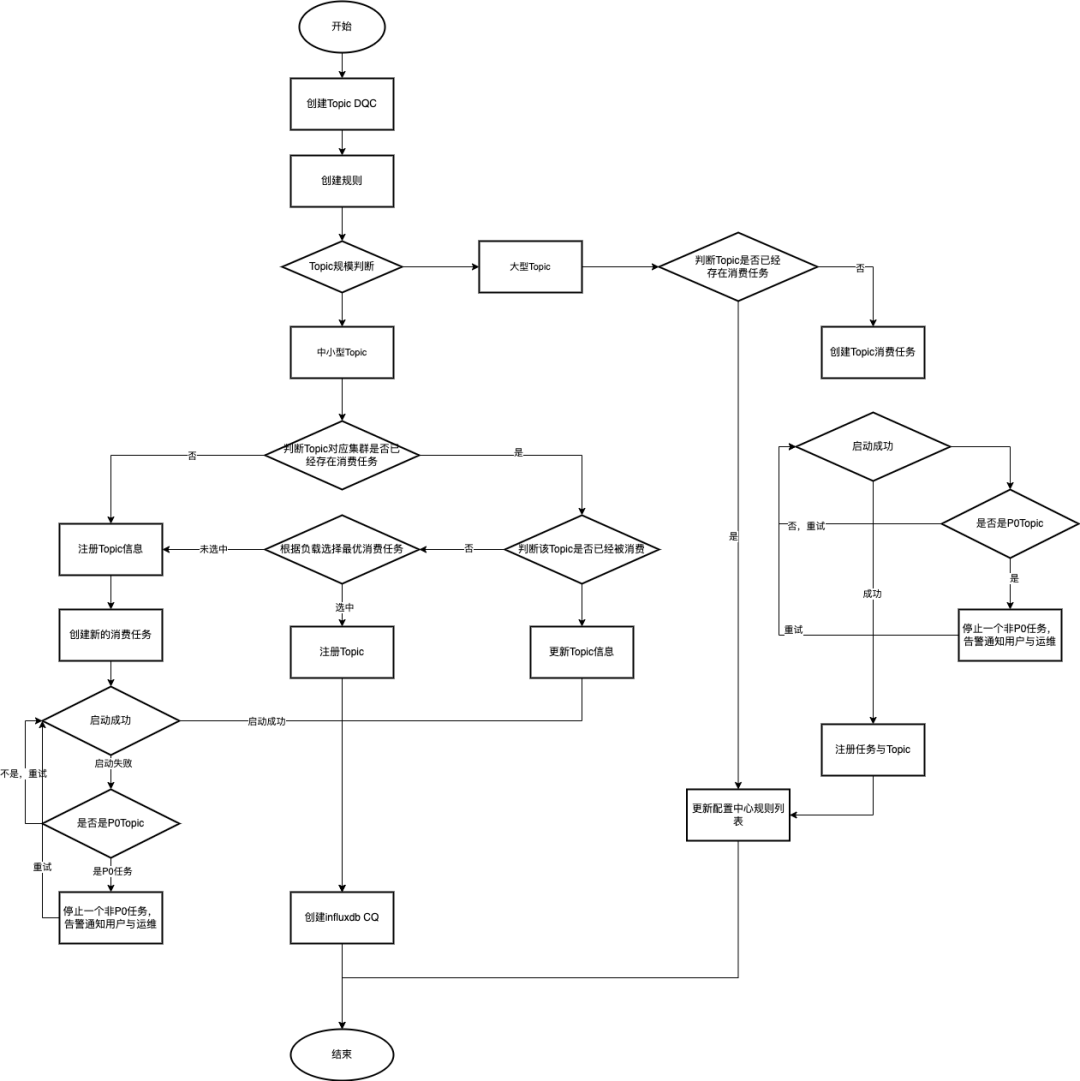 开始
创建Topic DQC
创建规则
Topic规模判断
大型Topic
判断Topic是否已经
存在消费任务
否
中小型Topic
创建Topic消费任务
判断Topic对应集群是否已
经存在消费任务
否
是
启动成功
注册Topic信息
未选中
根据负载选择最优消费任务
否
判断该Topic是否已经被消费
是
否，重试
是否是P0Topic
是
选中
成功
创建新的消费任务
注册Topic
更新Topic信息
重试
停止一个非P0任务，
告警通知用户与运维
启动成功
启动成功
注册任务与Topic
启动失败
不是，重试
是否是P0Topic
更新配置中心规则列
表
重试
是P0任务
停止一个非P0任务，
告警通知用户与运维
创建influxdb CQ
结束